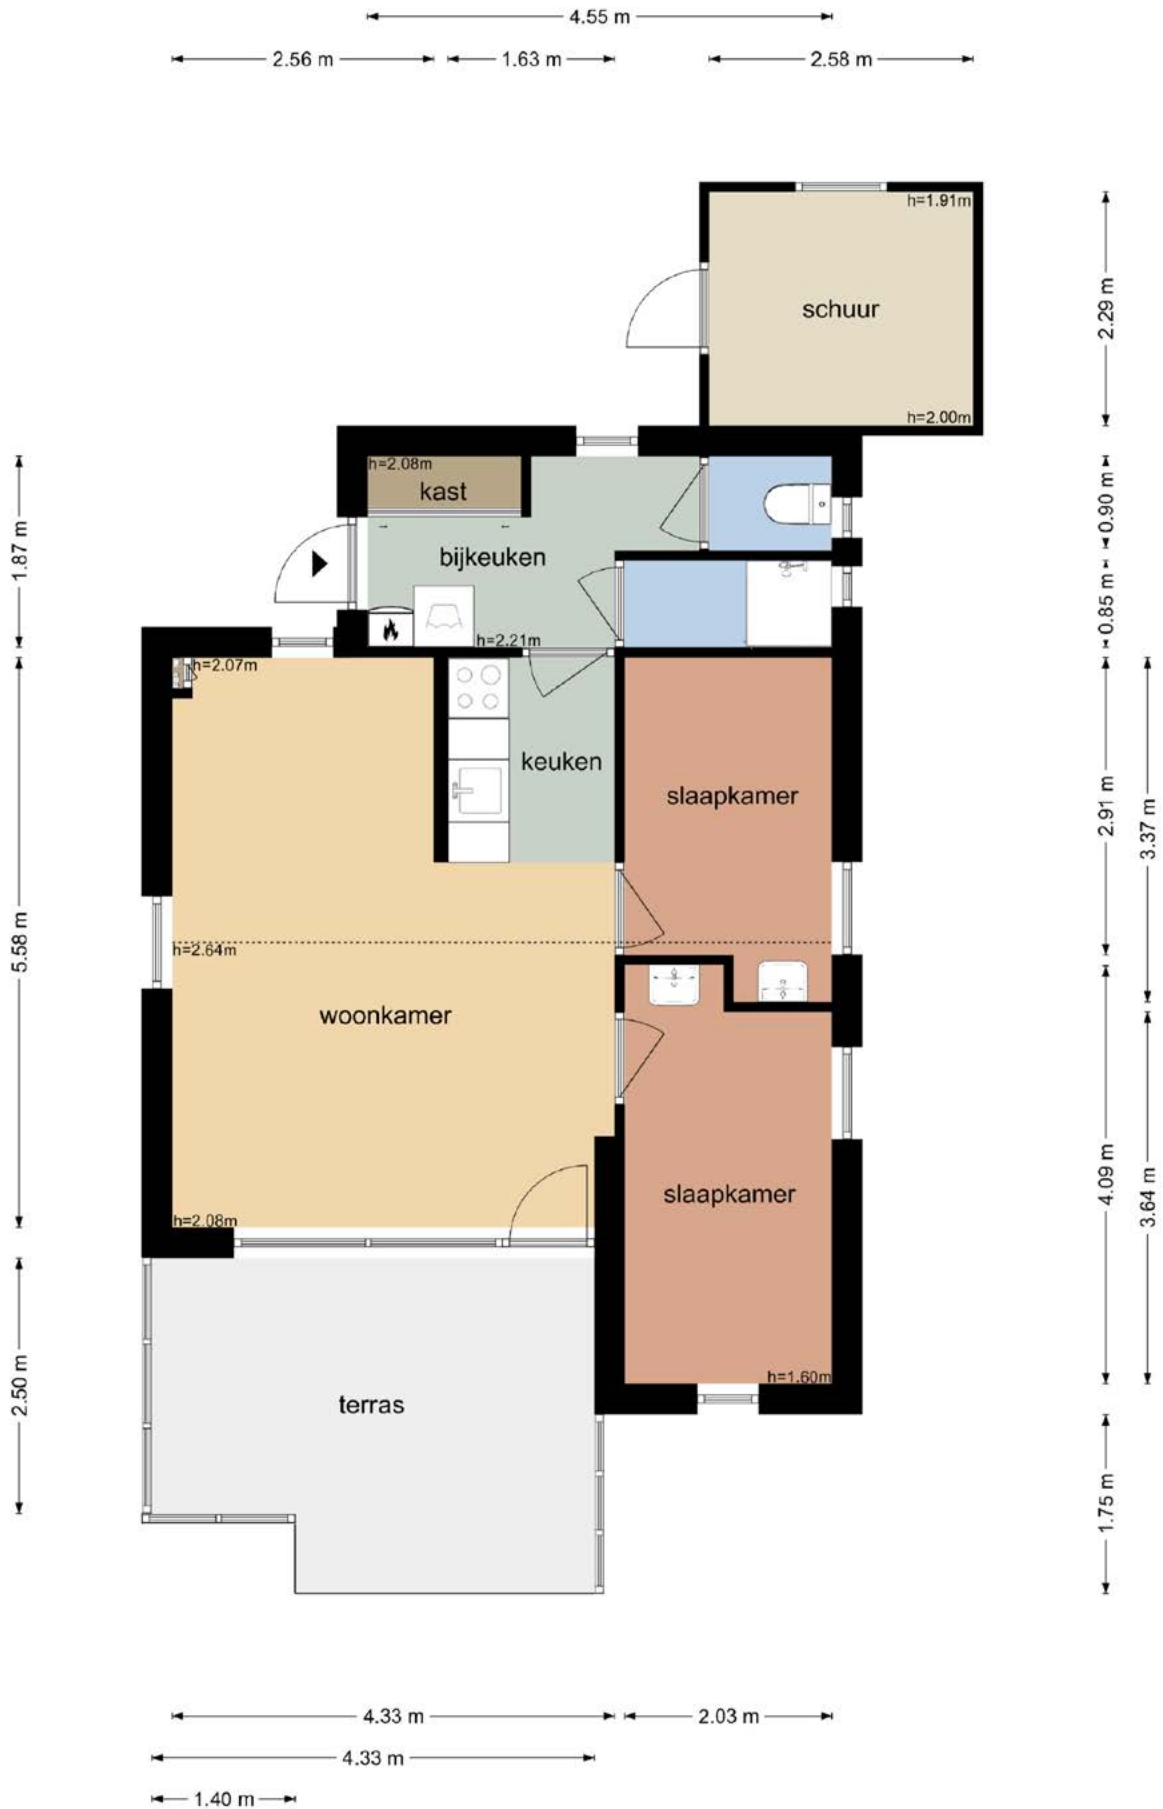 4.55 m
2.56 m
1.63 m
2.58 m
h=1.91m
schuur
2.29 m
h=2.00m
h=2.08m
kast
0.90 m
1.87 m
bijkeuken
0.85 m
h=2.21m
h=2.07m
keuken
slaapkamer
2.91 m
3.37 m
5.58 m
h=2.64m
woonkamer
4.09 m
3.64 m
slaapkamer
h=2.08m
h=1.60m
2.50 m
terras
1.75 m
4.33 m
2.03 m
4.33 m
1.40 m